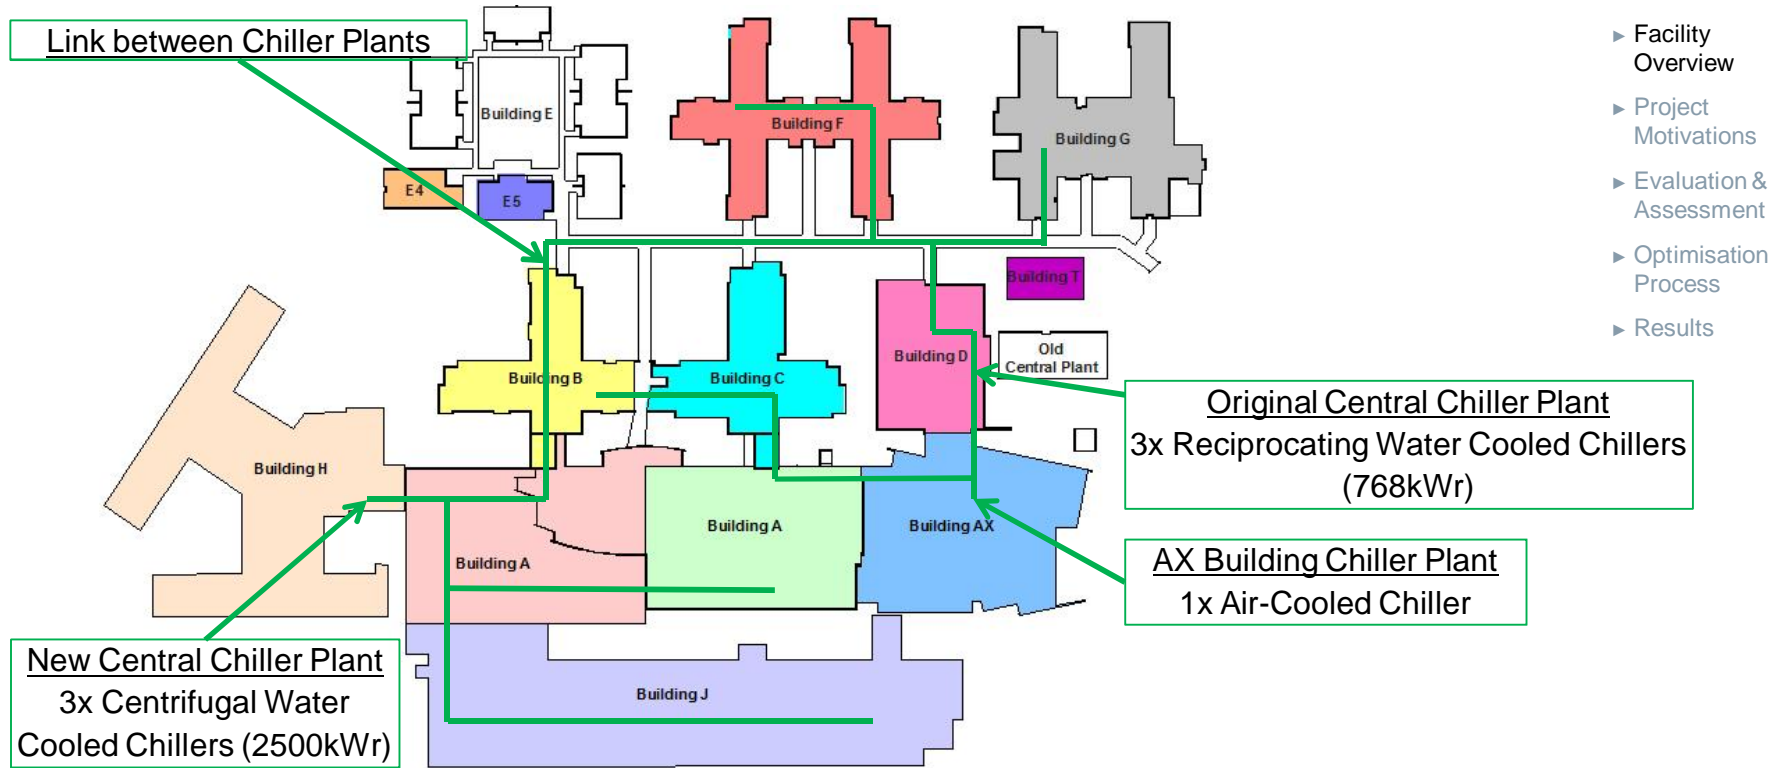 Link between Chiller Plants
Building E
E4
E5
Building F
Building G
Building T
Building B
Building C
Building D
Old
Central Plant
Building H
Building A
Building A
Building AX
Building J
Original Central Chiller Plant
3x Reciprocating Water Cooled Chillers
(768kWr)
AX Building Chiller Plant
1x Air-Cooled Chiller
New Central Chiller Plant
3x Centrifugal Water
Cooled Chillers (2500kWr)
► Facility
Overview
► Project
Motivations
► Evaluation &
Assessment
► Optimisation
Process
► Results